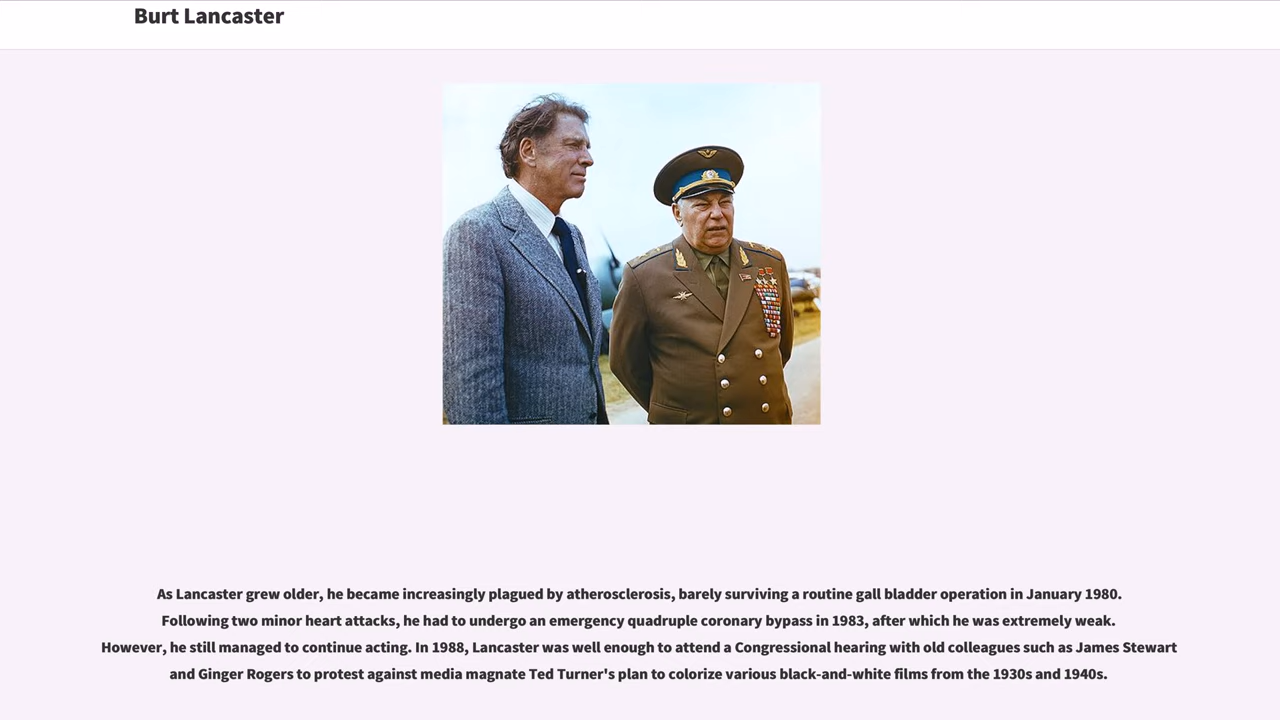 Burt Lancaster
As Lancaster grew older, he became increasingly plagued by atherosclerosis, barely surviving a routine gall bladder operation in January 1980.
Following two minor heart attacks, he had to undergo an emergency quadruple coronary bypass in 1983, after which he was extremely weak.
However, he still managed to continue acting. In 1988, Lancaster was well enough to attend a Congressional hearing with old colleagues such as James Stewart
and Ginger Rogers to protest against media magnate Ted Turner's plan to colorize various black-and-white films from the 1930s and 1940s.